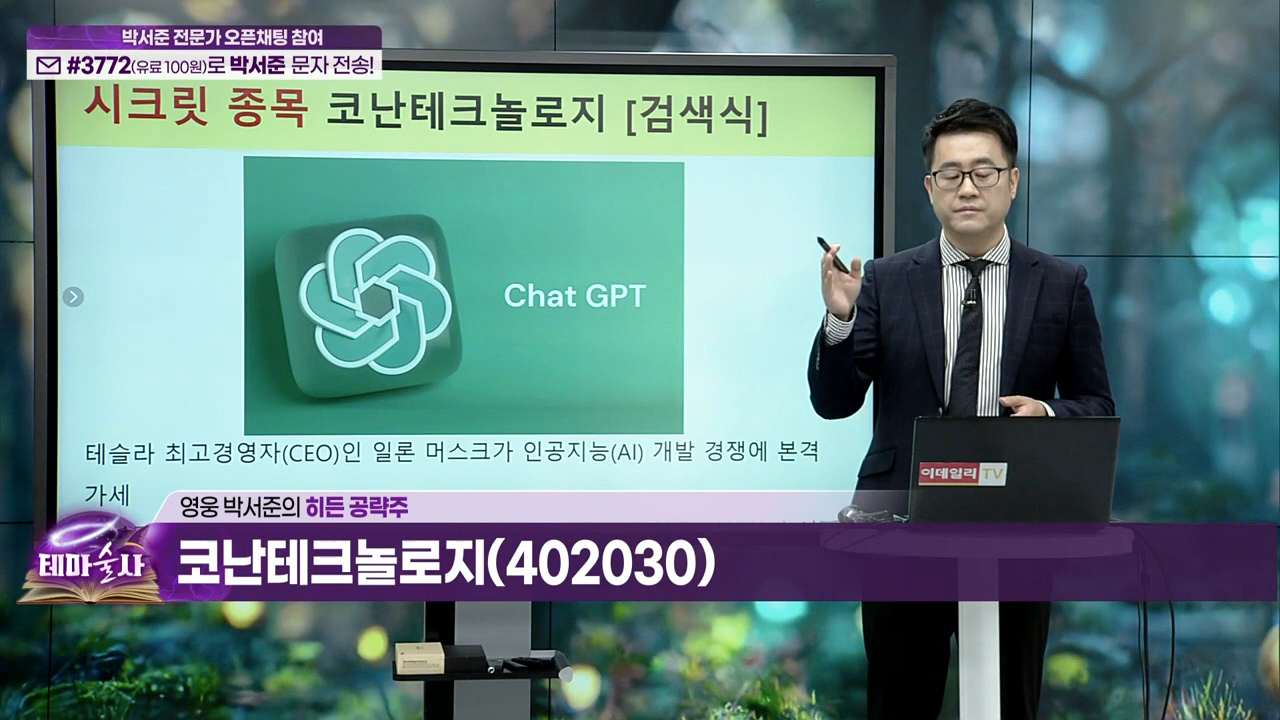 박서준 전문가 오픈채팅 참여
#3772(유료 100원)로 박서준 문자 전송!
시크릿 종목 코난테크놀로지 [검색식]
Chat GPT
테슬라 최고경영자(CEO)인 일론 머스크가 인공지능(AI) 개발 경쟁에 본격
가세
이데일리 TV
영웅 박서준의 히든 공략주
테마술사
코난테크놀로지(402030)